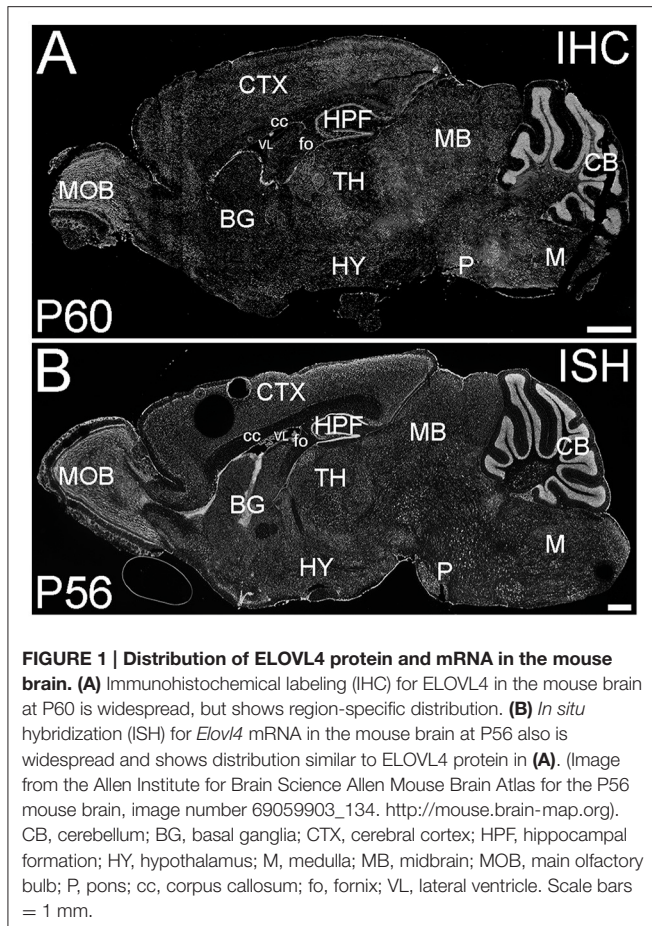 A
IHC
CTX
cc
HPF
VL
fo
MB
CB
MOB
TH
BG
HY
P
M
P60
B
ISH
CTX
cc
VL
fo
HPF
MB
CB
MOB
BG
TH
M
HY
P
P56
FIGURE 1 | Distribution of ELOVL4 protein and mRNA in the mouse
brain. (A) Immunohistochemical labeling (IHC) for ELOVL4 in the mouse brain
at P60 is widespread, but shows region-specific distribution. (B) In situ
hybridization (ISH) for Elovl4 mRNA in the mouse brain at P56 also is
widespread and shows distribution similar to ELOVL4 protein in (A). (Image
from the Allen Institute for Brain Science Allen Mouse Brain Atlas for the P56
mouse brain, image number 69059903_134. http://mouse.brain-map.org).
CB, cerebellum; BG, basal ganglia; CTX, cerebral cortex; HPF, hippocampal
formation; HY, hypothalamus; M, medulla; MB, midbrain; MOB, main olfactory
bulb; P, pons; cc, corpus callosum; fo, fornix; VL, lateral ventricle. Scale bars
= 1 mm.